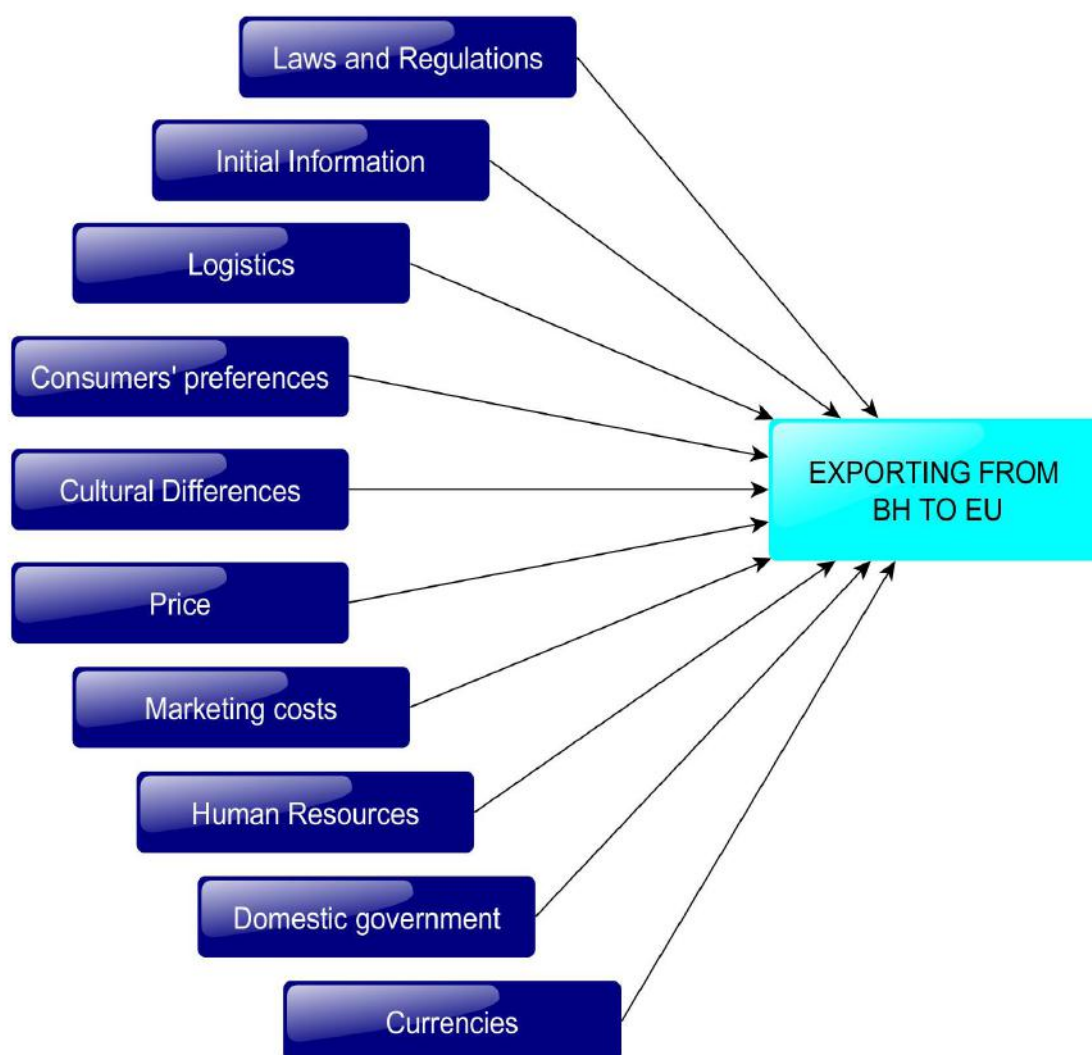 Laws and Regulations
Initial Information
Logistics
Consumers' preferences
Cultural Differences
Price
Marketing costs
Human Resources
Domestic government
Currencies
EXPORTING FROM
BH TO EU